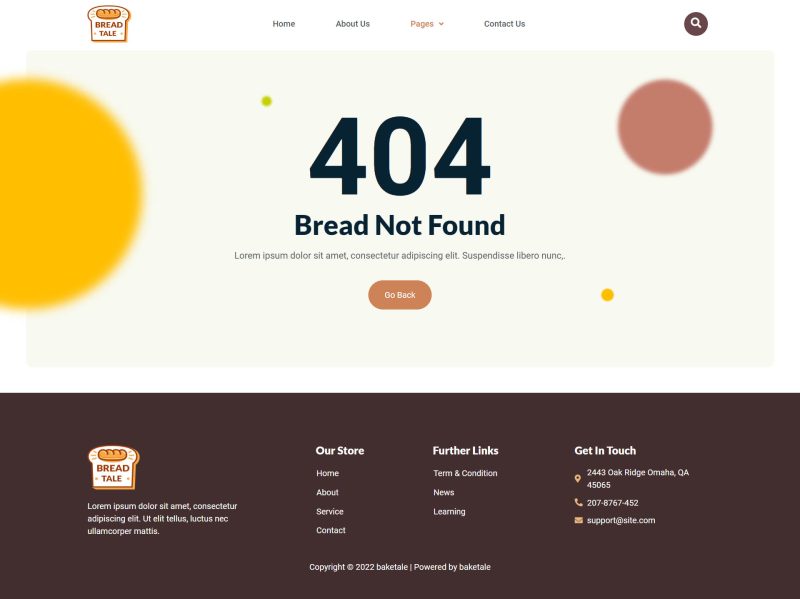 BREAD
TALE
Home About Us Pages Contact Us
404
Bread Not Found
Lorem ipsum dolor sit amet, consectetur adipiscing elit. Suspendisse libero nunc,.
Go Back
BREAD
TALE
Lorem ipsum dolor sit amet, consectetur
adipiscing elit. Ut elit tellus, luctus nec
ullamcorper mattis.
Our Store
Home
About
Service
Contact
Further Links
Term & Condition
News
Learning
Get In Touch
2443 Oak Ridge Omaha, QA
45065
207-8767-452
support@site.com
Copyright © 2022 baketale | Powered by baketale